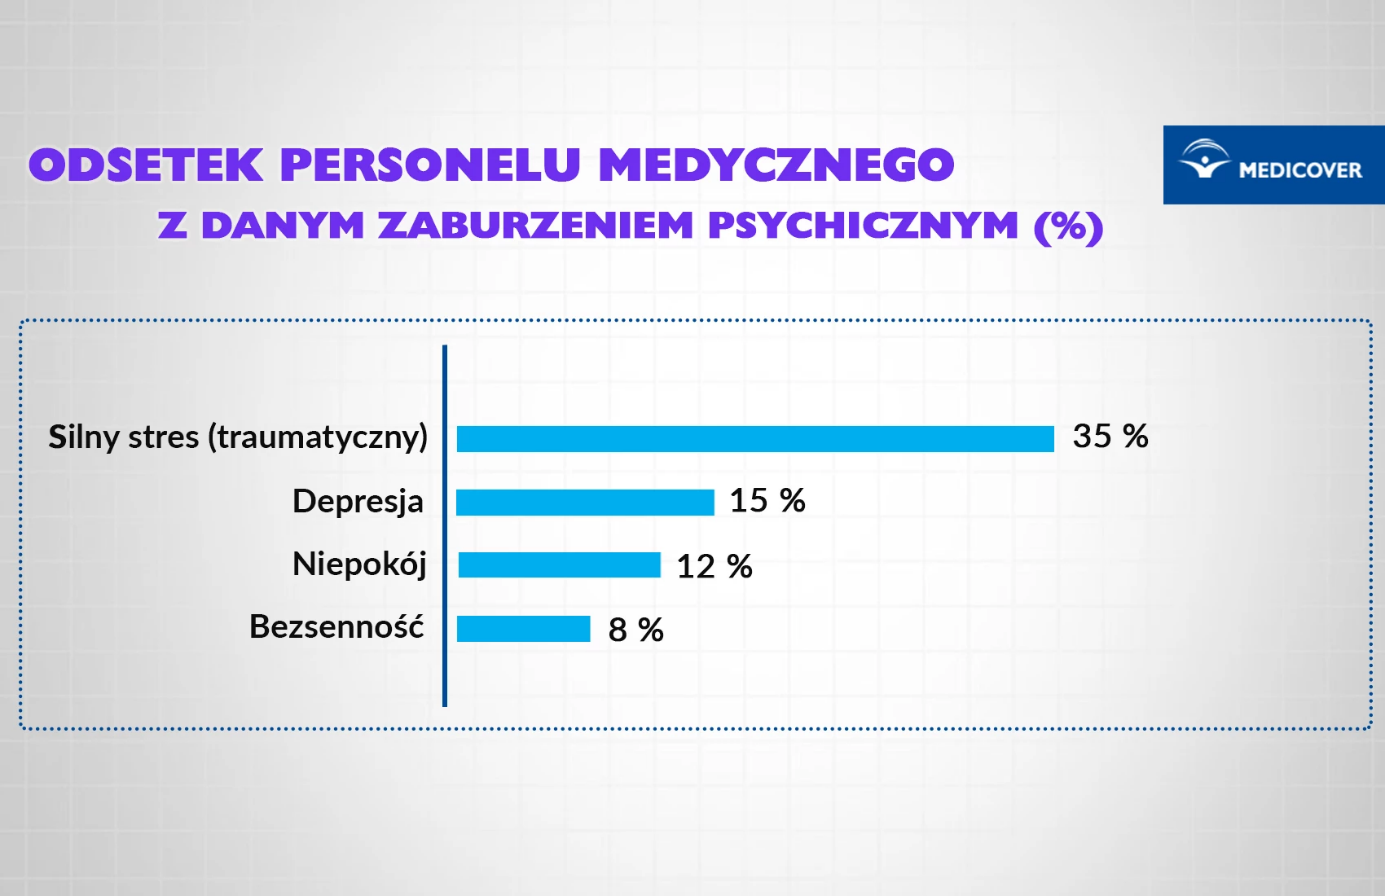 ODSETEK PERSONELU MEDYCZNEGO
Z DANYM ZABURZENIEM PSYCHICZNYM (%)
MEDICOVER
Silny stres (traumatyczny) 35 %
Depresja 15 %
Niepokój 12 %
Bezsenność 8 %